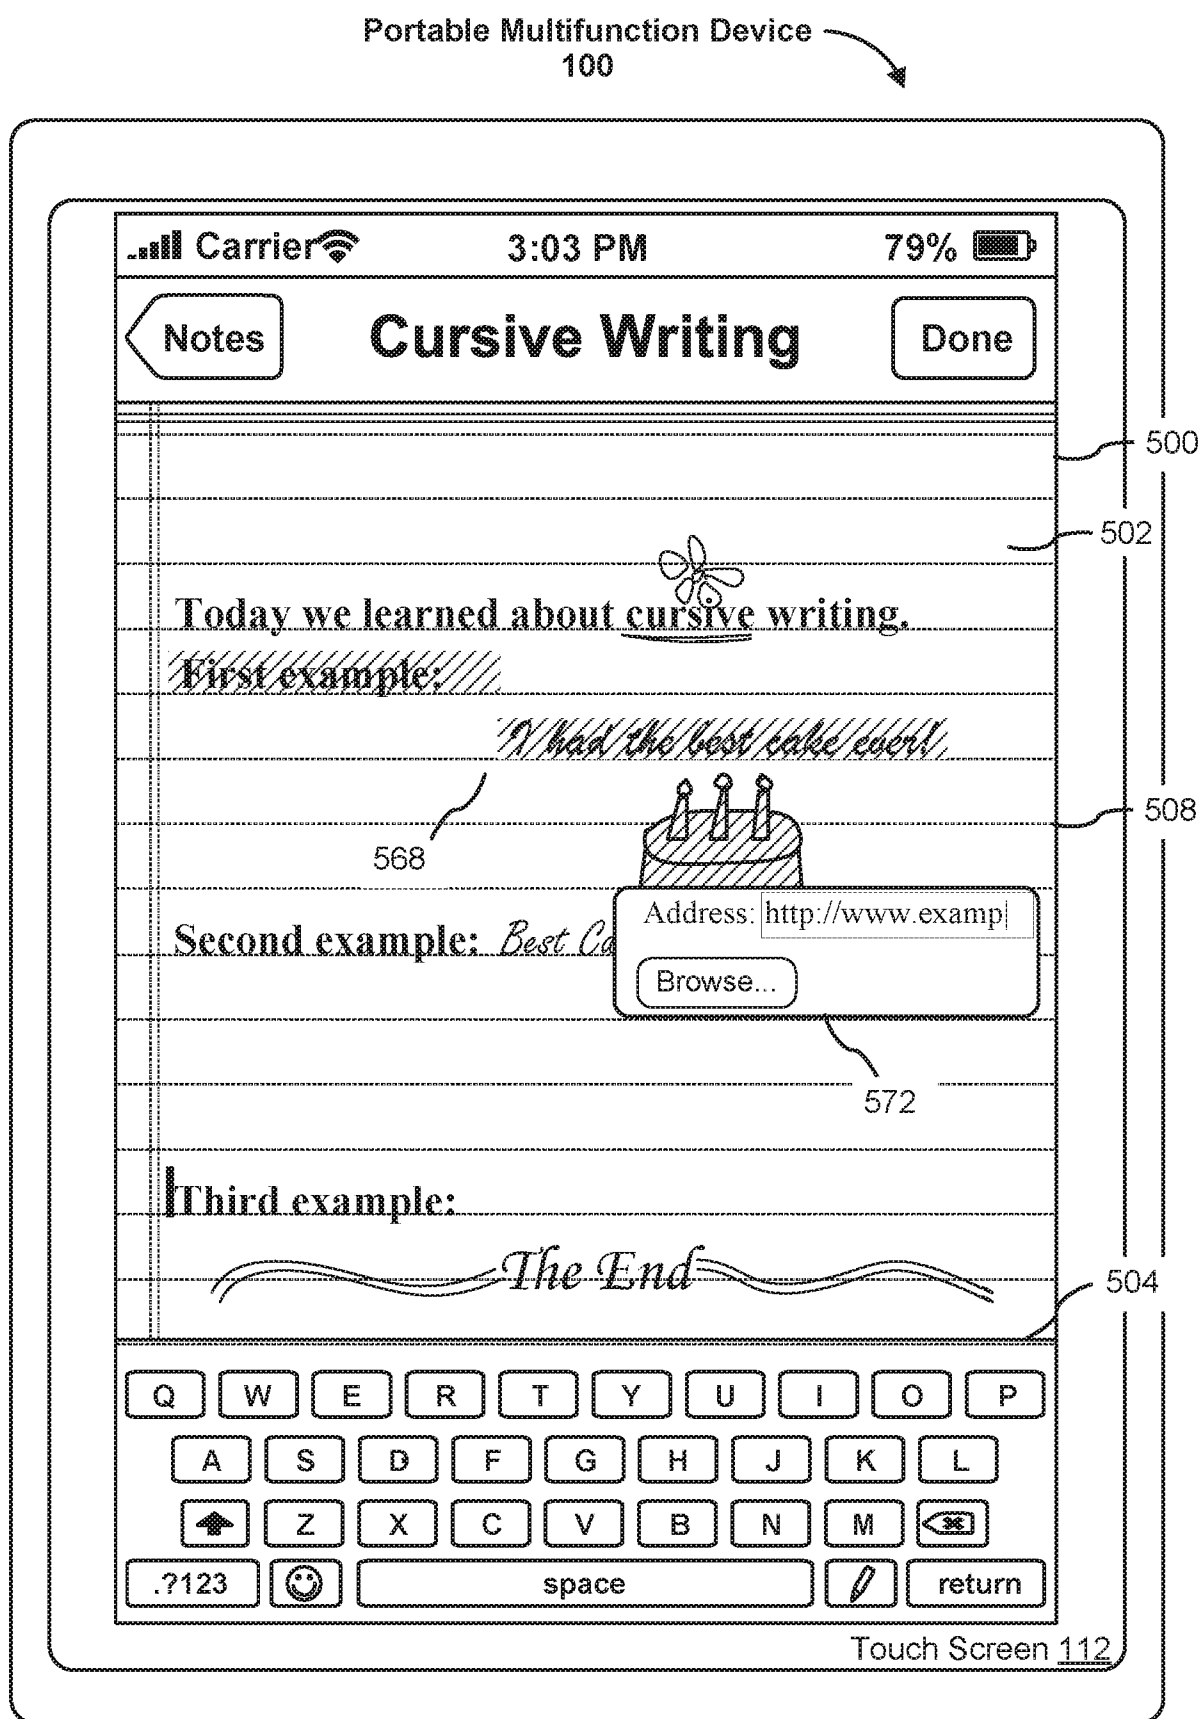 Portable Multifunction Device
100
Carrier 3:03 PM 79%
Notes Cursive Writing Done
500
502
Today we learned about cursive writing.
First example:
I had the best cake ever!
508
568
Address: http://www.examp
Second example: Best Ca
Browse...
572
Third example:
The End
504
Q W E R T Y U I O P
A S D F G H J K L
Z X C V B N M
.?123 space return
Touch Screen 112